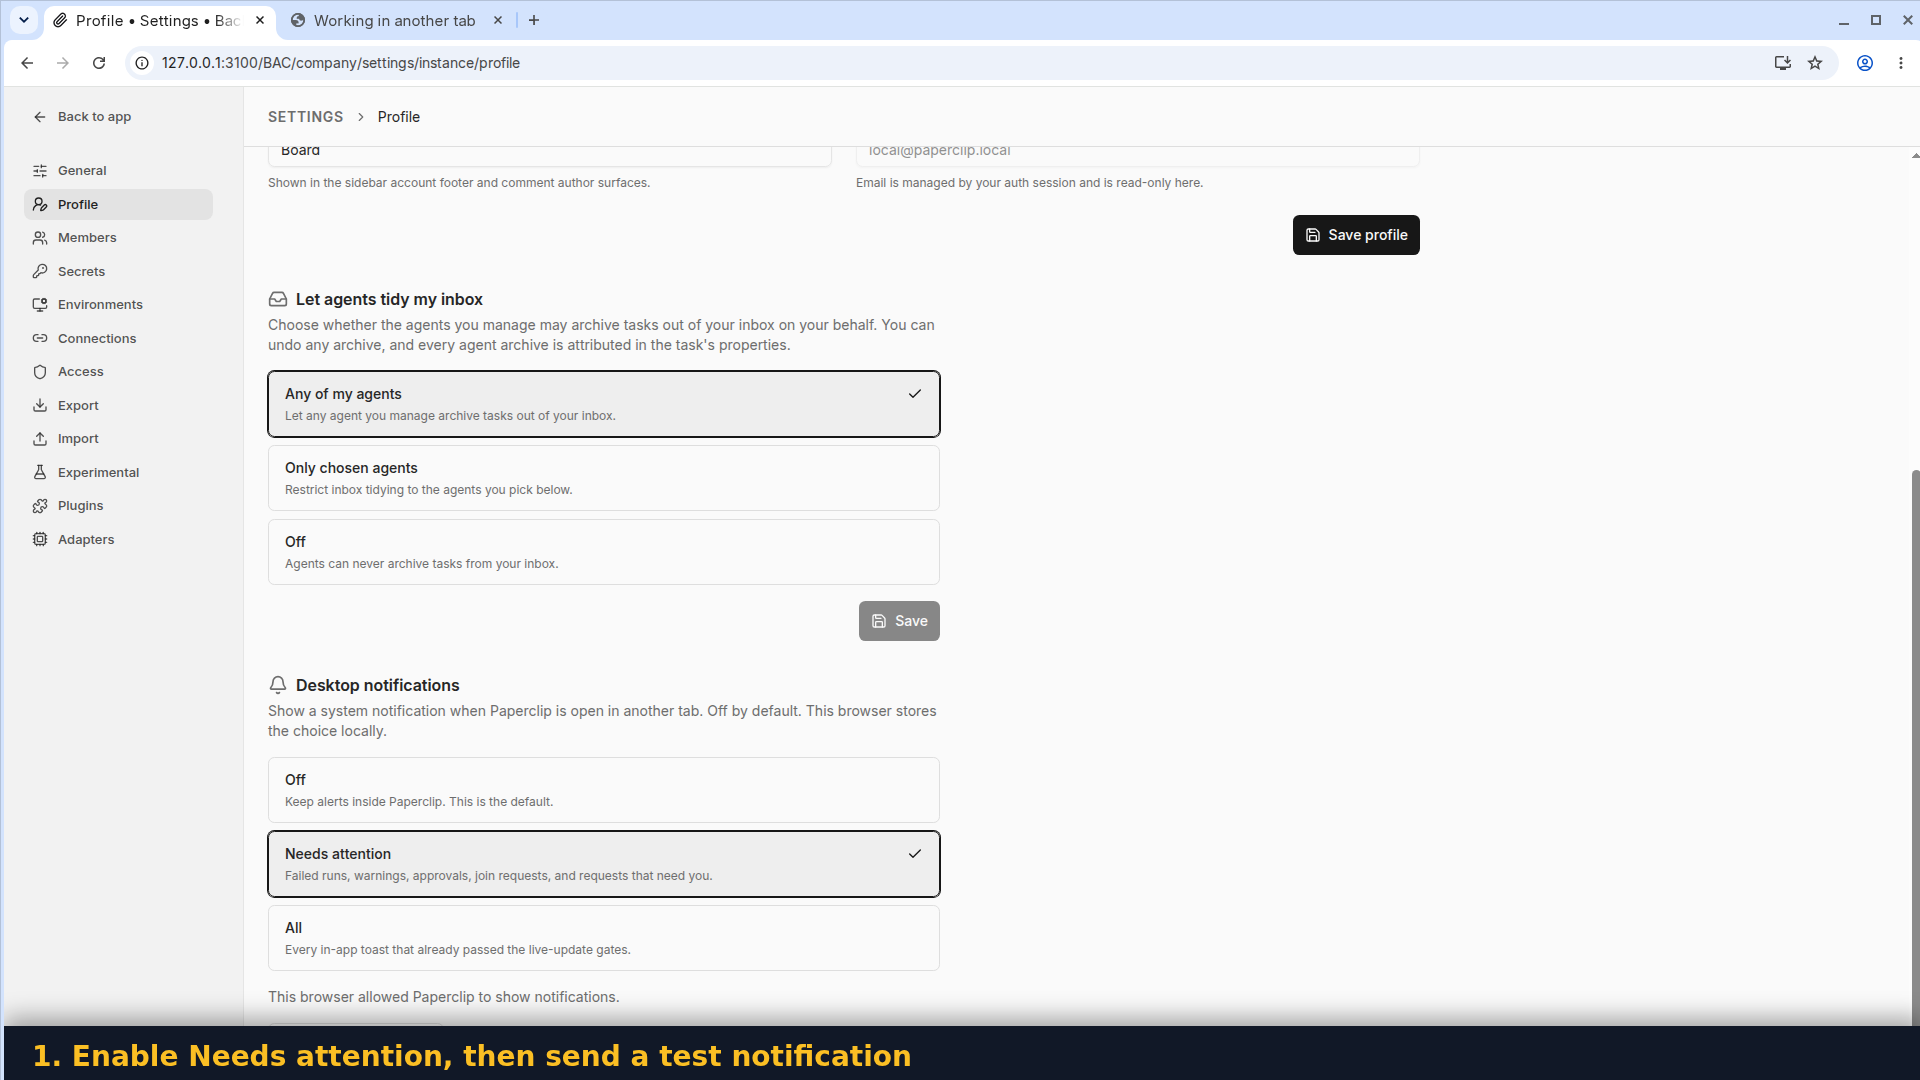 Profile • Settings • Bac
Working in another tab
127.0.0.1:3100/BAC/company/settings/instance/profile
Back to app
SETTINGS > Profile
General
Profile
Members
Secrets
Environments
Connections
Access
Export
Import
Experimental
Plugins
Adapters
Board
local@paperclip.local
Shown in the sidebar account footer and comment author surfaces.
Email is managed by your auth session and is read-only here.
Save profile
Let agents tidy my inbox
Choose whether the agents you manage may archive tasks out of your inbox on your behalf. You can
undo any archive, and every agent archive is attributed in the task's properties.
Any of my agents
Let any agent you manage archive tasks out of your inbox.
Only chosen agents
Restrict inbox tidying to the agents you pick below.
Off
Agents can never archive tasks from your inbox.
Save
Desktop notifications
Show a system notification when Paperclip is open in another tab. Off by default. This browser stores
the choice locally.
Off
Keep alerts inside Paperclip. This is the default.
Needs attention
Failed runs, warnings, approvals, join requests, and requests that need you.
All
Every in-app toast that already passed the live-update gates.
This browser allowed Paperclip to show notifications.
1. Enable Needs attention, then send a test notification